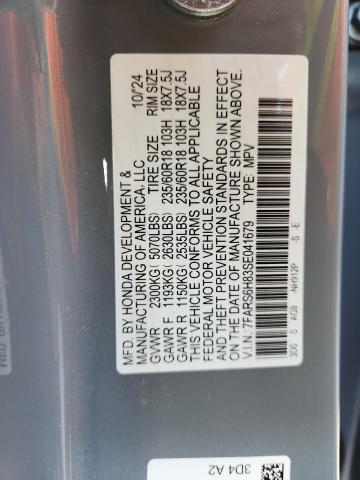 MFD. BY HONDA DEVELOPMENT & 10/24
MANUFACTURING OF AMERICA, LLC
TIRE SIZE RIM SIZE
GVWR 2300KG( 5070LBS)
GAWR F 1193KG( 2630LBS) 235/60R18 103H 18X7.5J
GAWR R 1150KG( 2535LBS) 235/60R18 103H 18X7.5J
THIS VEHICLE CONFORMS TO ALL APPLICABLE
FEDERAL MOTOR VEHICLE SAFETY
AND THEFT PREVENTION STANDARDS IN EFFECT
ON THE DATE OF MANUFACTURE SHOWN ABOVE.
V.I.N: 7FARS6H83SE041679 TYPE: MPV
3D0 S AG9 NH912P -S -E
3D4 A2